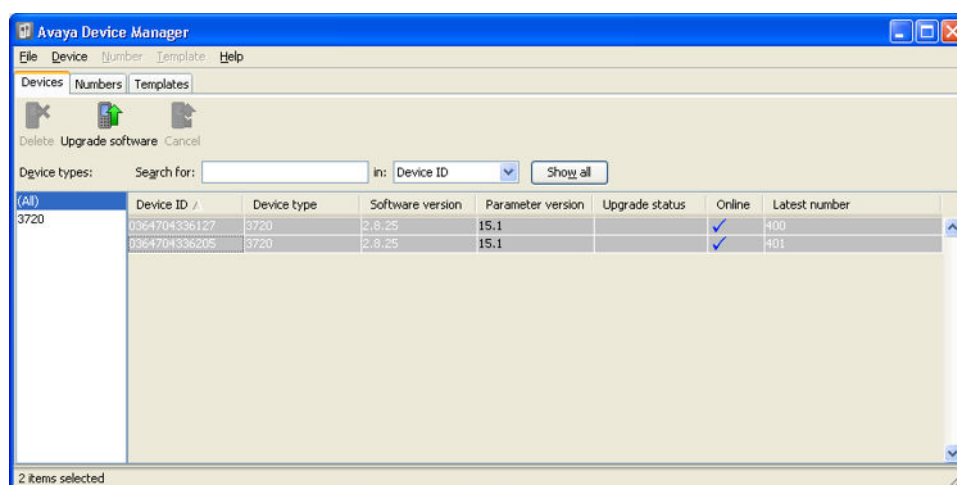 Avaya Device Manager
File Device Number Template Help
Devices Numbers Templates
Delete Upgrade software Cancel
Device types: Search for: in: Device ID Show all
(All) Device ID Device type Software version Parameter version Upgrade status Online Latest number
3720 0364704336127 3720 2.8.25 15.1 400
0364704336205 3720 2.8.25 15.1 401
2 items selected